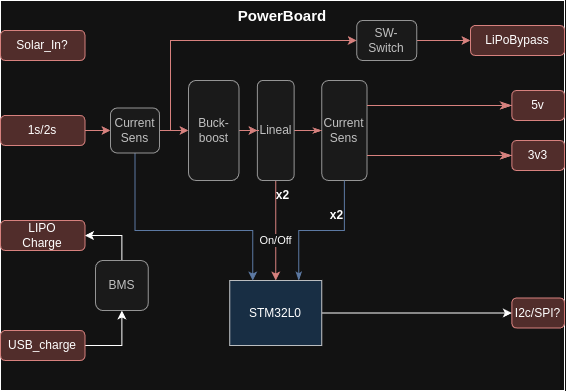 PowerBoard
Solar_In?
SW-
Switch
LiPoBypass
1s/2s
Current
Sens
Buck-
boost
Lineal
Current
Sens
5v
3v3
x2
x2
On/Off
LIPO
Charge
BMS
STM32L0
I2c/SPI?
USB_charge